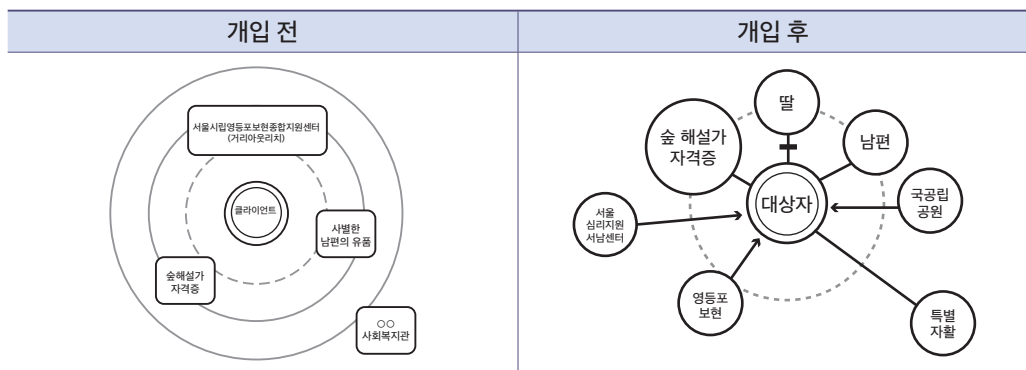 개입 전
개입 후
서울시립영등포보현종합지원센터
(거리아웃리치)
클라이언트
사별한
남편의 유품
숲해설가
자격증
○○
사회복지관
딸
숲 해설가
자격증
남편
대상자
국공립
공원
서울
심리지원
서남센터
영등포
보현
특별
자활